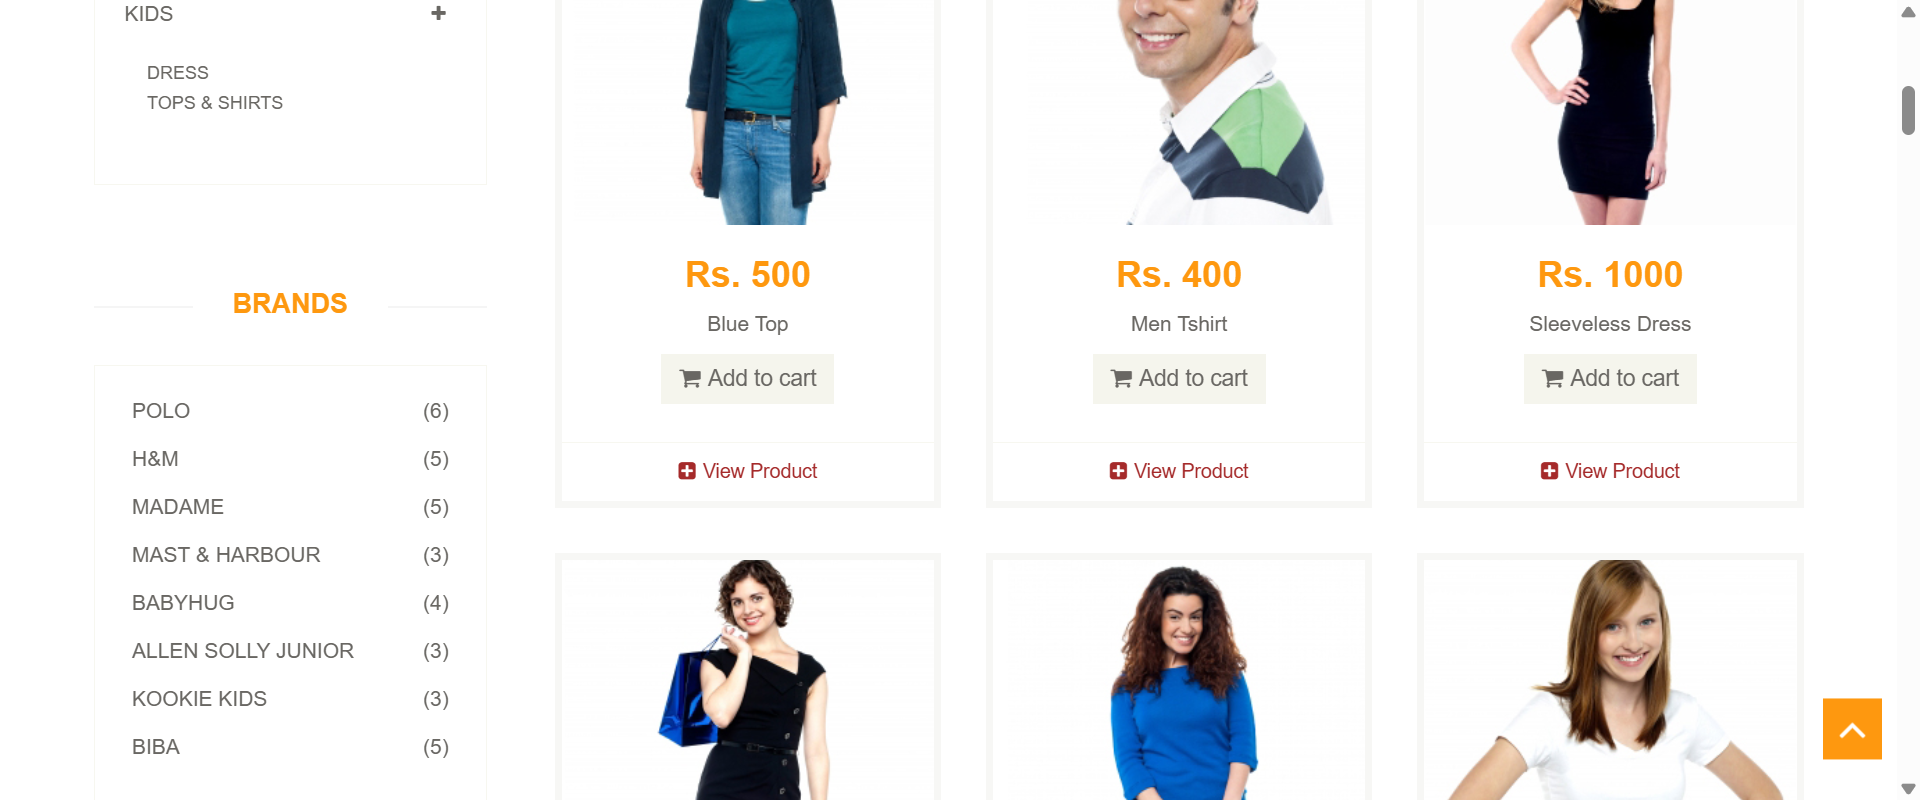 KIDS
DRESS
TOPS & SHIRTS
BRANDS
POLO (6)
H&M (5)
MADAME (5)
MAST & HARBOUR (3)
BABYHUG (4)
ALLEN SOLLY JUNIOR (3)
KOOKIE KIDS (3)
BIBA (5)
Rs. 500
Blue Top
Add to cart
View Product
Rs. 400
Men Tshirt
Add to cart
View Product
Rs. 1000
Sleeveless Dress
Add to cart
View Product